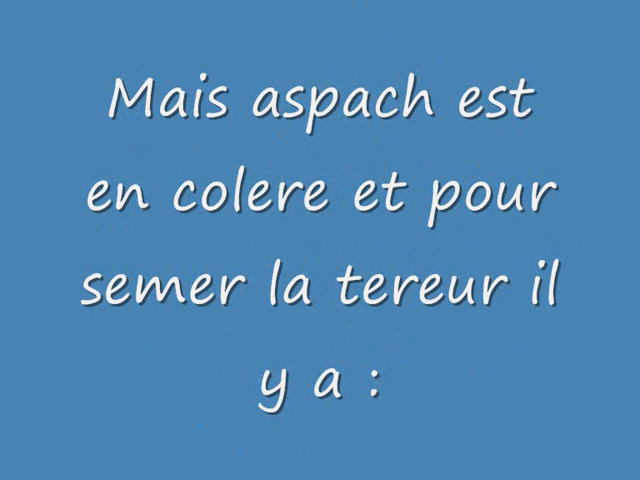 Mais aspach est
en colere et pour
semer la tereur il
y a :